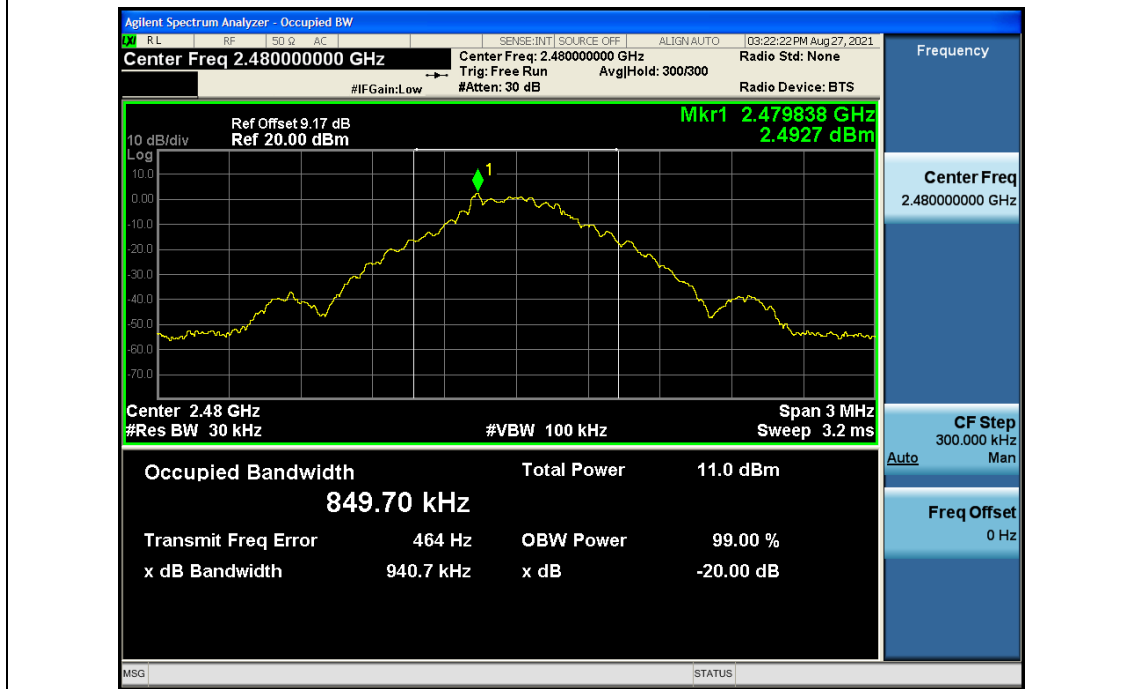 Agilent Spectrum Analyzer - Occupied BW
LXI RL RF 50 Ω AC SENSE:INT SOURCE OFF ALIGN AUTO 03:22:22 PM Aug 27, 2021
Center Freq 2.480000000 GHz
Center Freq: 2.480000000 GHz
Radio Std: None
Trig: Free Run Avg|Hold: 300/300
#IFGain:Low
#Atten: 30 dB
Radio Device: BTS
Frequency
Mkr1 2.479838 GHz
2.4927 dBm
Ref Offset 9.17 dB
10 dB/div Ref 20.00 dBm
Log
1
10.0
0.00
-10.0
-20.0
-30.0
-40.0
-50.0
-60.0
-70.0
Center 2.48 GHz Span 3 MHz
#Res BW 30 kHz #VBW 100 kHz Sweep 3.2 ms
Occupied Bandwidth Total Power 11.0 dBm
849.70 kHz
Transmit Freq Error 464 Hz OBW Power 99.00 %
x dB Bandwidth 940.7 kHz x dB -20.00 dB
Center Freq
2.480000000 GHz
CF Step
300.000 kHz
Auto Man
Freq Offset
0 Hz
MSG STATUS